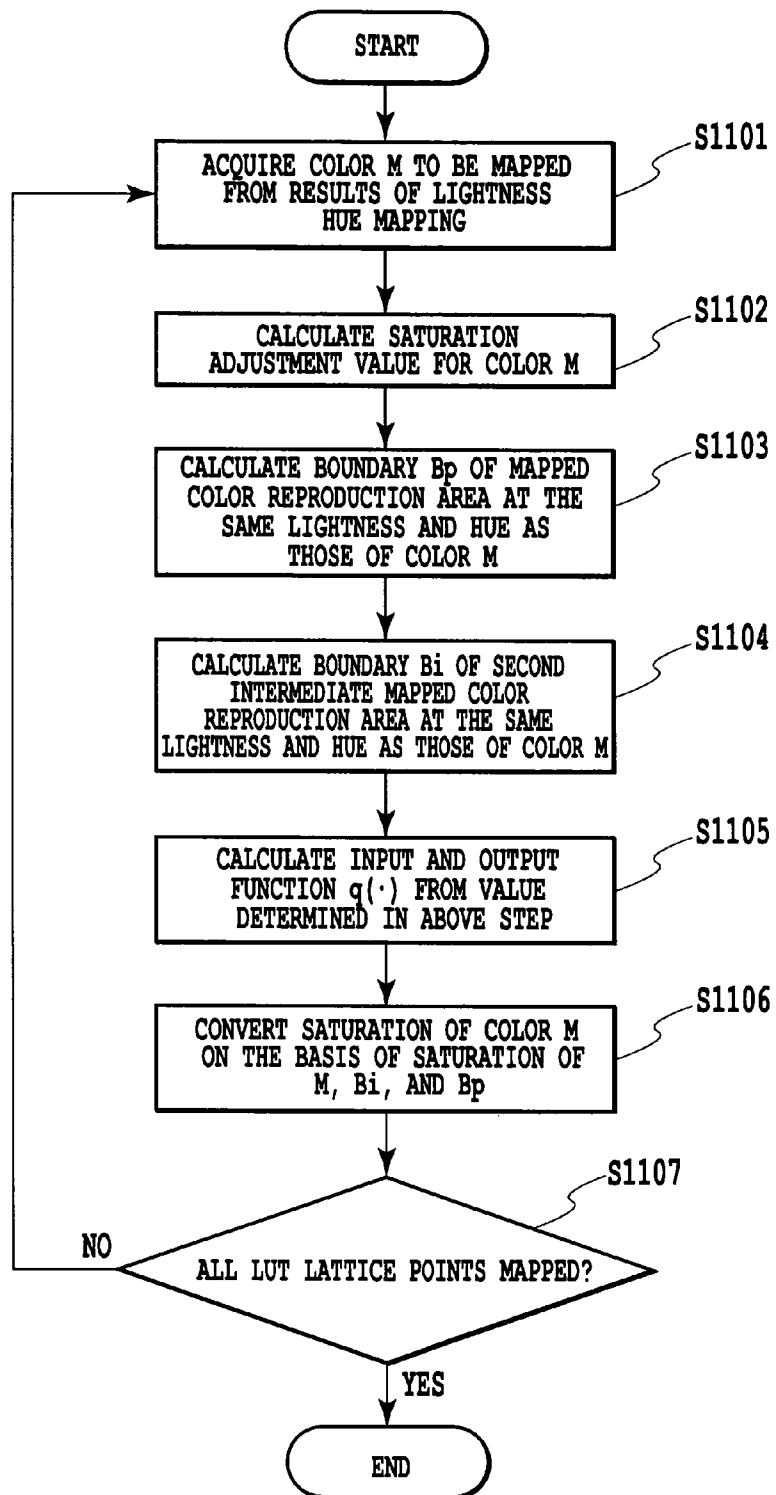 START
S1101
ACQUIRE COLOR M TO BE MAPPED
FROM RESULTS OF LIGHTNESS
HUE MAPPING
S1102
CALCULATE SATURATION
ADJUSTMENT VALUE FOR COLOR M
S1103
CALCULATE BOUNDARY Bp OF MAPPED
COLOR REPRODUCTION AREA AT THE
SAME LIGHTNESS AND HUE AS
THOSE OF COLOR M
S1104
CALCULATE BOUNDARY Bi OF SECOND
INTERMEDIATE MAPPED COLOR
REPRODUCTION AREA AT THE SAME
LIGHTNESS AND HUE AS THOSE OF COLOR M
S1105
CALCULATE INPUT AND OUTPUT
FUNCTION q(·) FROM VALUE
DETERMINED IN ABOVE STEP
S1106
CONVERT SATURATION OF COLOR M
ON THE BASIS OF SATURATION OF
M, Bi, AND Bp
S1107
NO
ALL LUT LATTICE POINTS MAPPED?
YES
END